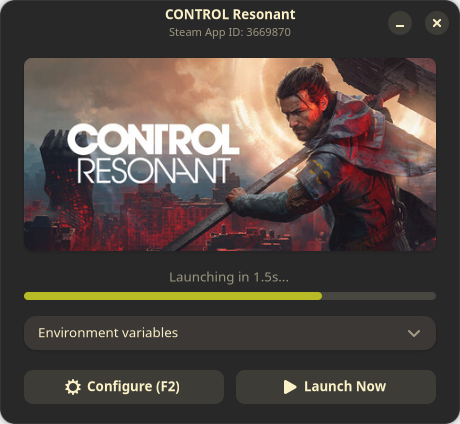 CONTROL Resonant
Steam App ID: 3669870
CONTROL
RESONANT
Launching in 1.5s...
Environment variables
Configure (F2)
Launch Now